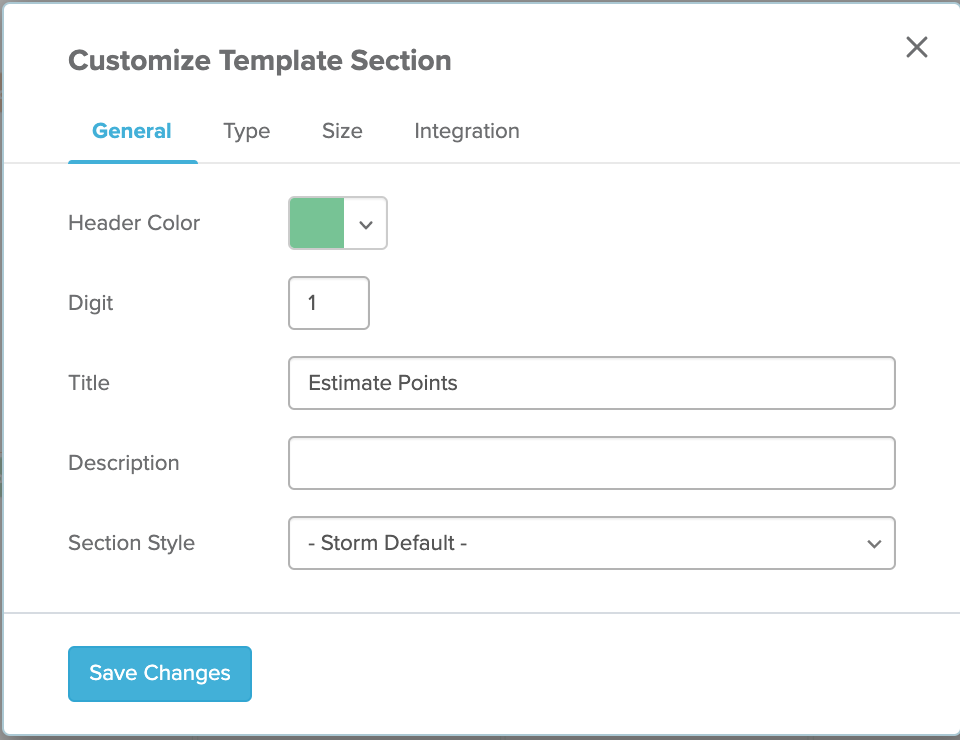 Customize Template Section
General Type Size Integration
Header Color
Digit 1
Title Estimate Points
Description
Section Style - Storm Default -
Save Changes